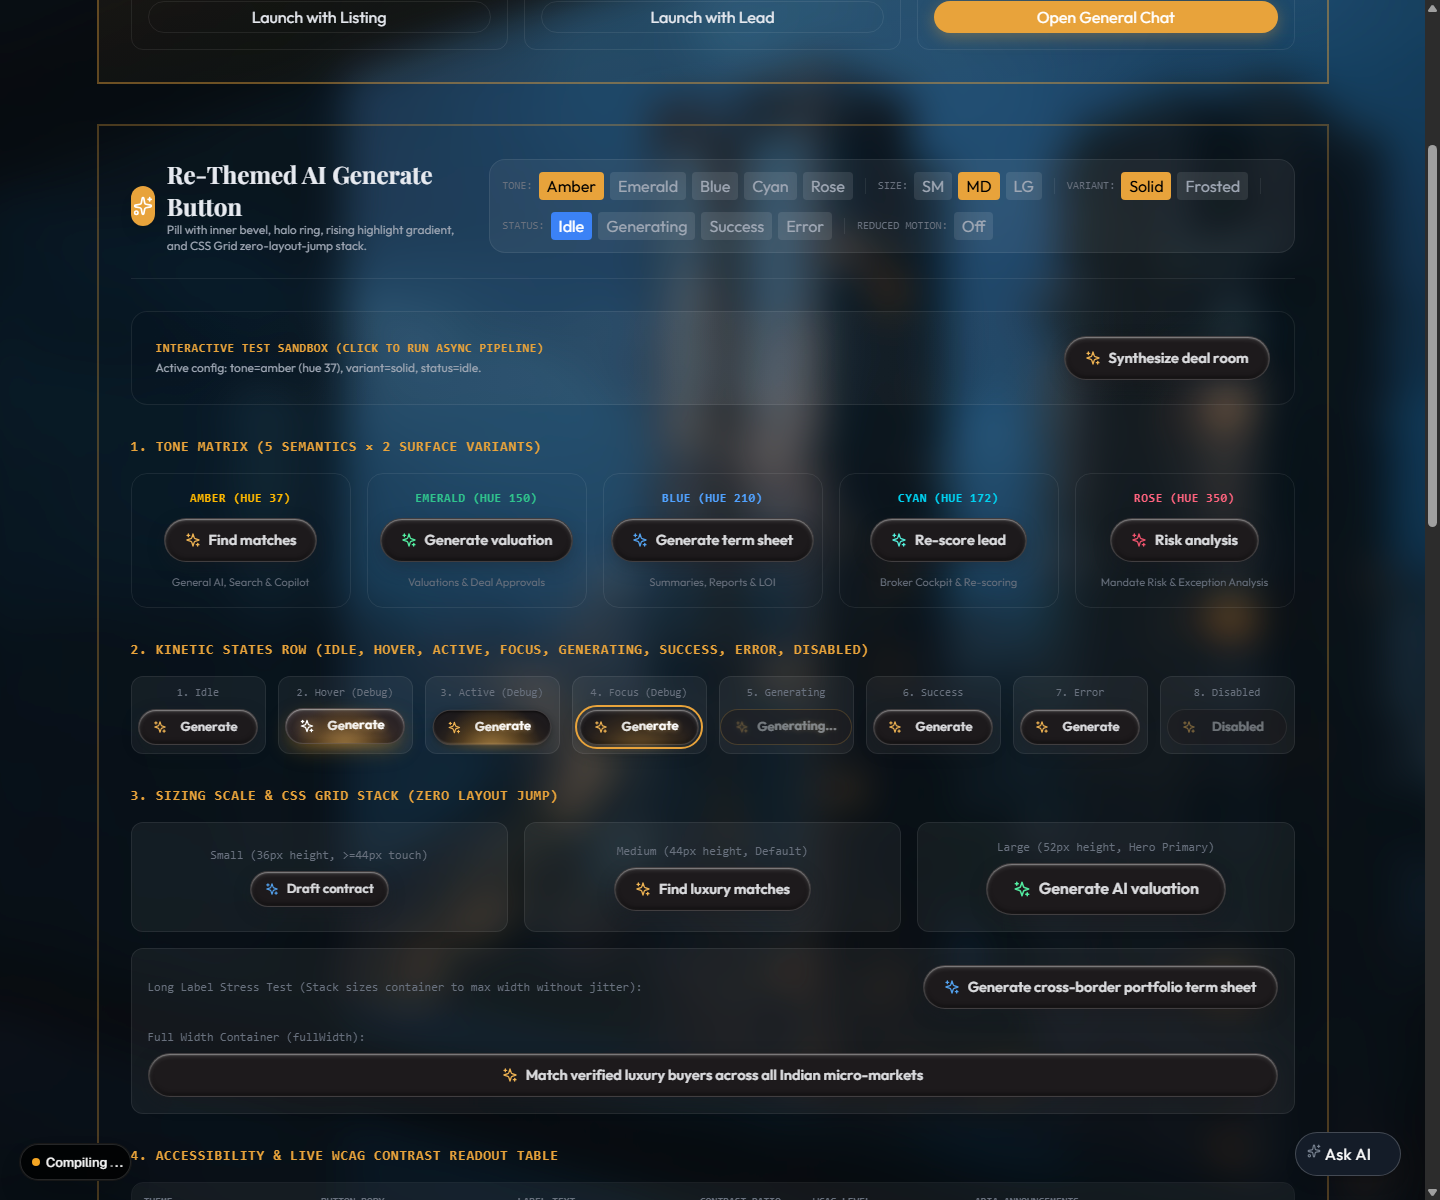 Launch with Listing
Launch with Lead
Open General Chat
Re-Themed AI Generate
Button
Pill with inner bevel, halo ring, rising highlight gradient,
and CSS Grid zero-layout-jump stack.
TONE: Amber Emerald Blue Cyan Rose SIZE: SM MD LG VARIANT: Solid Frosted
STATUS: Idle Generating Success Error REDUCED MOTION: Off
INTERACTIVE TEST SANDBOX (CLICK TO RUN ASYNC PIPELINE)
Active config: tone=amber (hue 37), variant=solid, status=idle.
Synthesize deal room
1. TONE MATRIX (5 SEMANTICS × 2 SURFACE VARIANTS)
AMBER (HUE 37)
Find matches
General AI, Search & Copilot
EMERALD (HUE 150)
Generate valuation
Valuations & Deal Approvals
BLUE (HUE 210)
Generate term sheet
Summaries, Reports & LOI
CYAN (HUE 172)
Re-score lead
Broker Cockpit & Re-scoring
ROSE (HUE 350)
Risk analysis
Mandate Risk & Exception Analysis
2. KINETIC STATES ROW (IDLE, HOVER, ACTIVE, FOCUS, GENERATING, SUCCESS, ERROR, DISABLED)
1. Idle
Generate
2. Hover (Debug)
Generate
3. Active (Debug)
Generate
4. Focus (Debug)
Generate
5. Generating
Generating...
6. Success
Generate
7. Error
Generate
8. Disabled
Disabled
3. SIZING SCALE & CSS GRID STACK (ZERO LAYOUT JUMP)
Small (36px height, >=44px touch)
Draft contract
Medium (44px height, Default)
Find luxury matches
Large (52px height, Hero Primary)
Generate AI valuation
Long Label Stress Test (Stack sizes container to max width without jitter):
Generate cross-border portfolio term sheet
Full Width Container (fullWidth):
Match verified luxury buyers across all Indian micro-markets
4. ACCESSIBILITY & LIVE WCAG CONTRAST READOUT TABLE
Compiling ...
Ask AI